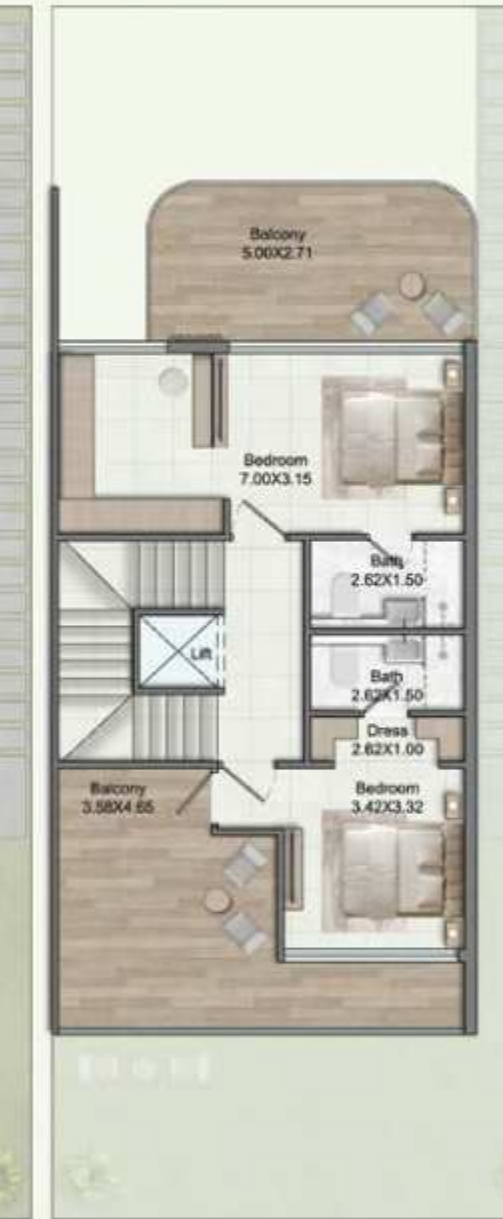 Balcony
5.00X2.71
Bedroom
7.00X3.15
Bath
2.62X1.50
Lift
Bath
2.62X1.50
Dress
2.62X1.00
Balcony
3.58X4.65
Bedroom
3.42X3.32